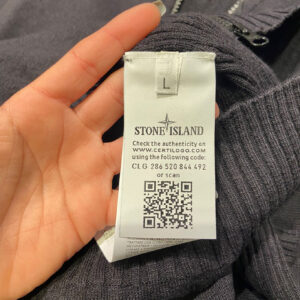 L
STONE ISLAND
Check the authenticity on
WWW.CERTILOGO.COM
using the following code:
CLG 286 520 844 492
or scan